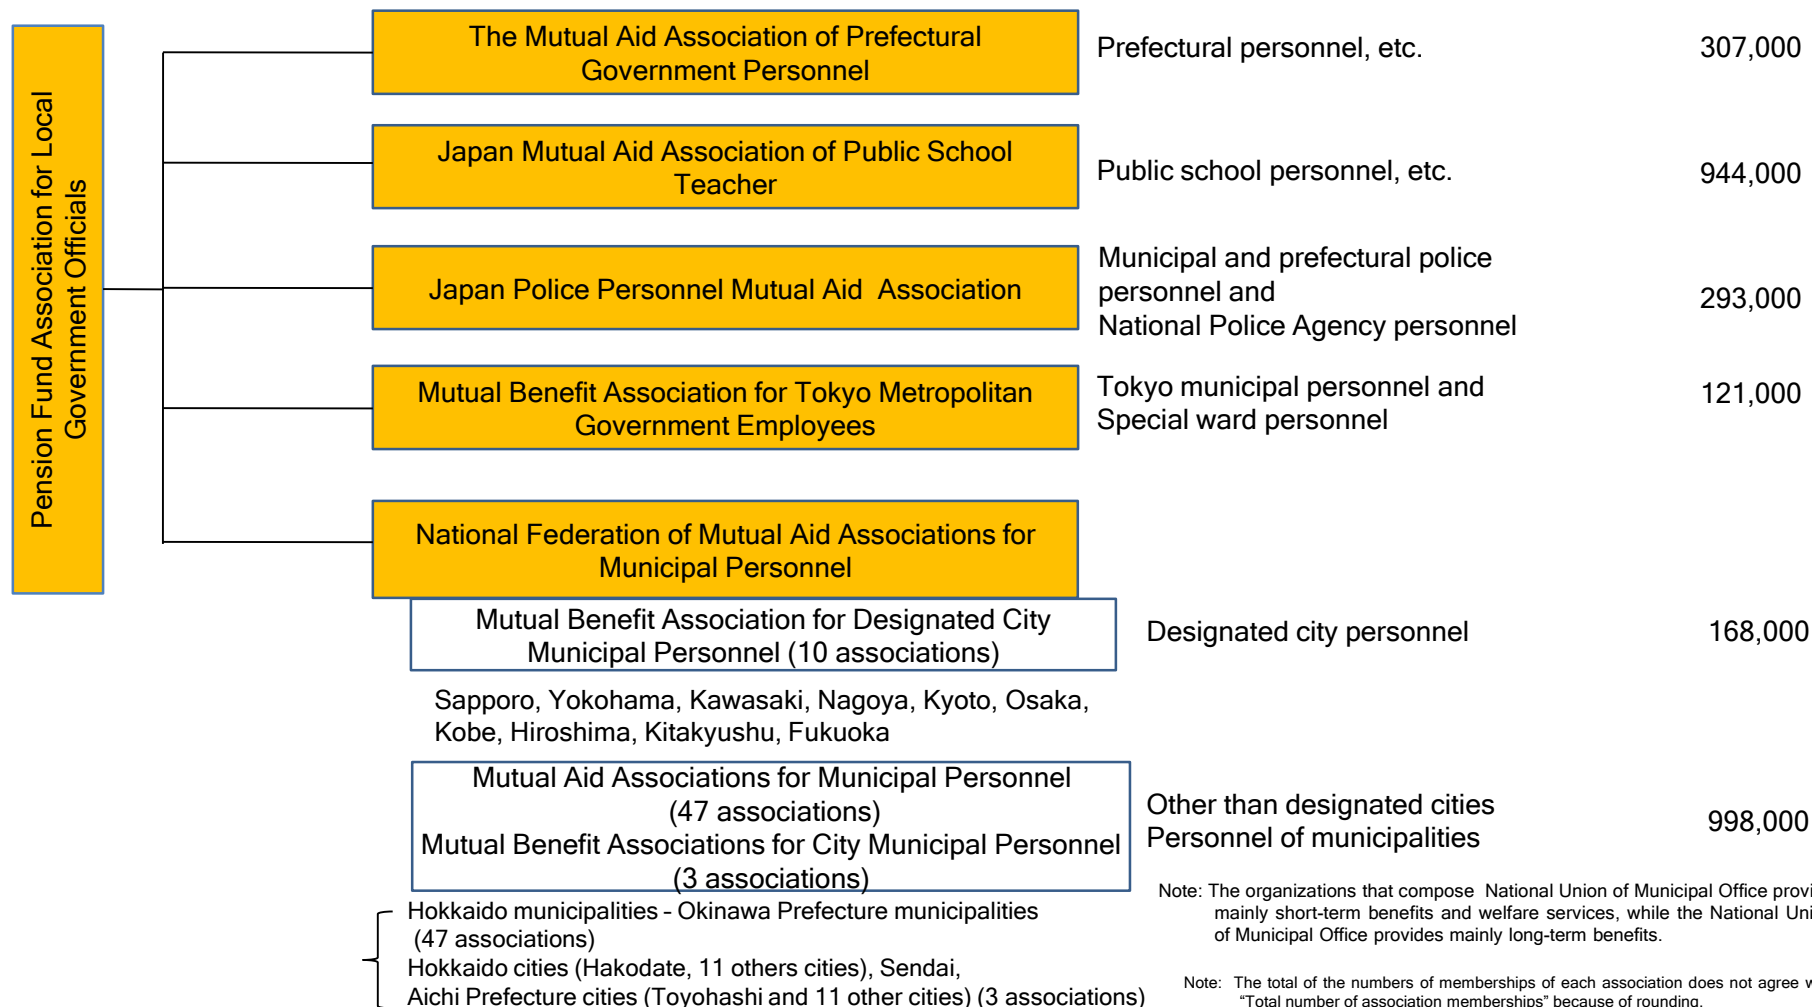 Pension Fund Association for Local
Government Officials
The Mutual Aid Association of Prefectural
Government Personnel
Prefectural personnel, etc.
307,000
Japan Mutual Aid Association of Public School
Teacher
Public school personnel, etc.
944,000
Japan Police Personnel Mutual Aid  Association
Municipal and prefectural police
personnel and
National Police Agency personnel
293,000
Mutual Benefit Association for Tokyo Metropolitan
Government Employees
Tokyo municipal personnel and
Special ward personnel
121,000
National Federation of Mutual Aid Associations for
Municipal Personnel
Mutual Benefit Association for Designated City
Municipal Personnel (10 associations)
Designated city personnel
168,000
Sapporo, Yokohama, Kawasaki, Nagoya, Kyoto, Osaka,
Kobe, Hiroshima, Kitakyushu, Fukuoka
Mutual Aid Associations for Municipal Personnel
(47 associations)
Mutual Benefit Associations for City Municipal Personnel
(3 associations)
Other than designated cities
Personnel of municipalities
998,000
Hokkaido municipalities – Okinawa Prefecture municipalities
(47 associations)
Hokkaido cities (Hakodate, 11 others cities), Sendai,
Aichi Prefecture cities (Toyohashi and 11 other cities) (3 associations)
Note: The organizations that compose  National Union of Municipal Office provi
mainly short-term benefits and welfare services, while the National Uni
of Municipal Office provides mainly long-term benefits.
Note:  The total of the numbers of memberships of each association does not agree w
“Total number of association memberships” because of rounding.